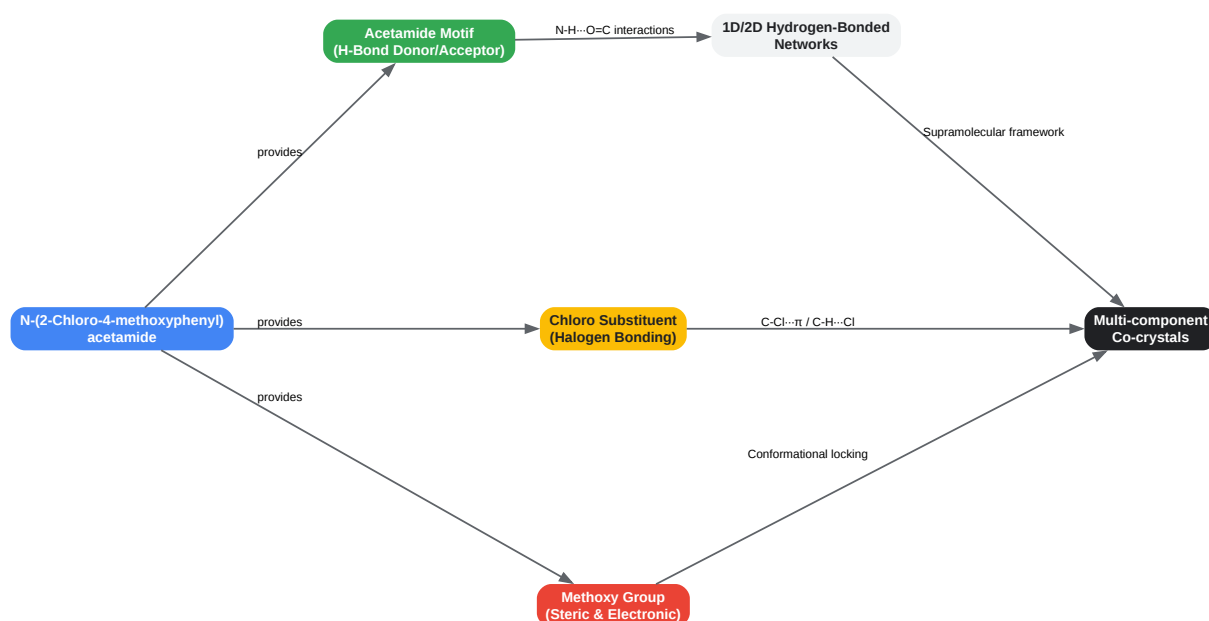 Acetamide Motif
(H-Bond Donor/Acceptor)
N-H···O=C interactions
1D/2D Hydrogen-Bonded
Networks
Supramolecular framework
provides
N-(2-Chloro-4-methoxyphenyl)
acetamide
provides
Chloro Substituent
(Halogen Bonding)
C-Cl···π / C-H···Cl
Multi-component
Co-crystals
provides
Conformational locking
Methoxy Group
(Steric & Electronic)